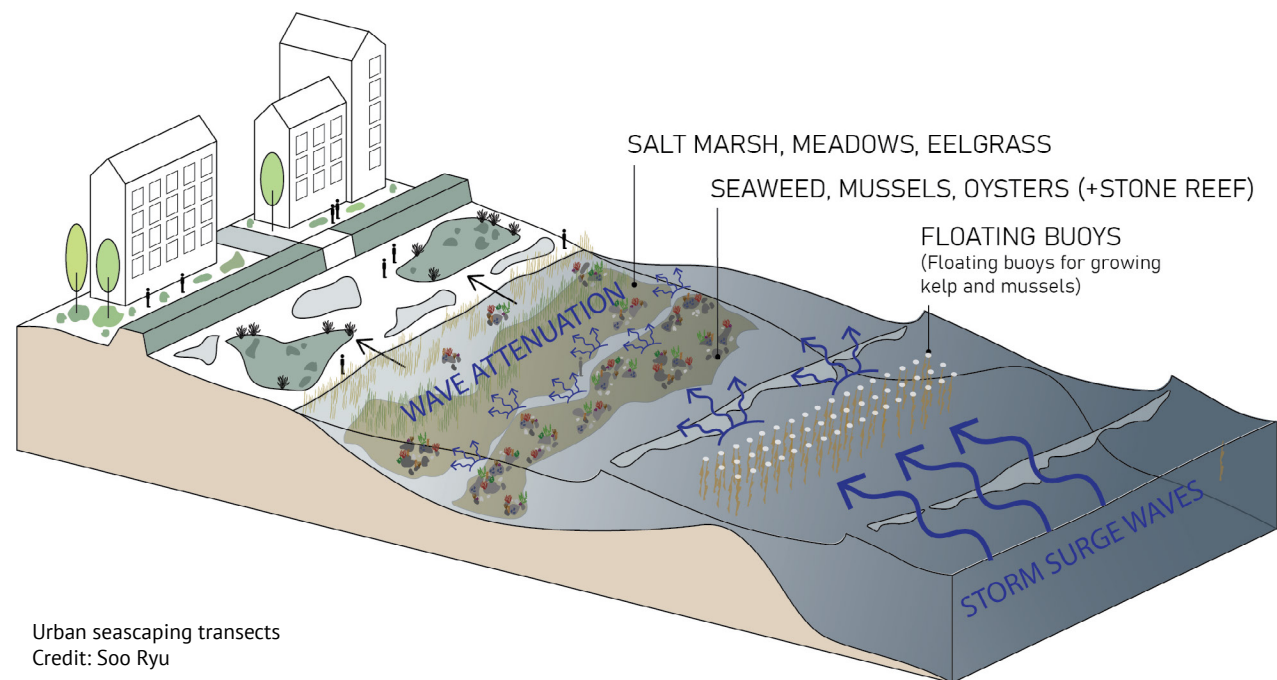 SALT MARSH, MEADOWS, EELGRASS
SEAWEED, MUSSELS, OYSTERS (+STONE REEF)
FLOATING BUOYS
(Floating buoys for growing
kelp and mussels)
WAVE ATTENUATION
STORM SURGE WAVES
Urban seascaping transects
Credit: Soo Ryu